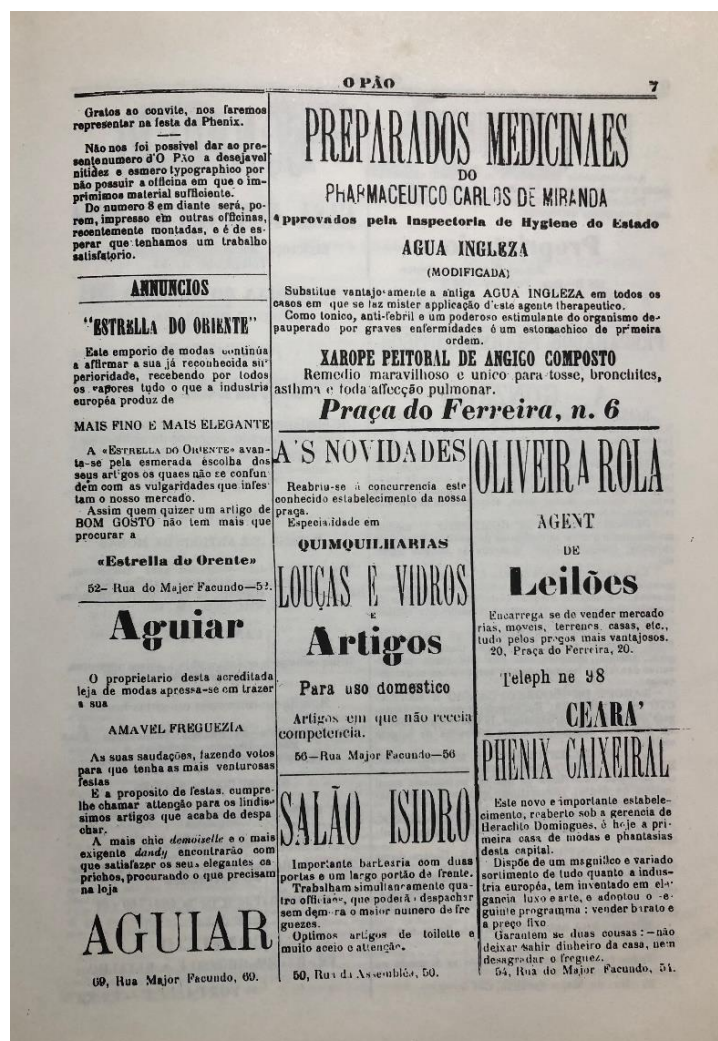 O PÃO
7
Gratos ao convite, nos faremos
representar na festa da Phenix.
Não nos foi possivel dar ao pre-
sente numero d'O PÃO a desejavel
nitidez e esmero typographico por
não possuir a officina em que o im-
primimos material sufficiente.
Do numero 8 em diante será, po-
rem, impresso em outras officinas,
recentemente montadas, e é de es-
perar que tenhamos um trabalho
satisfatorio.
ANNUNCIOS
"ESTRELLA DO ORIENTE"
Este emporio de modas continúa
a affirmar a sua já reconhecida su-
perioridade, recebendo por todos
os vapores tudo o que a industria
européa produz de
MAIS FINO E MAIS ELEGANTE
A «ESTRELLA DO ORIENTE» avan-
ta-se pela esmerada escolha dos
seus artigos os quaes não se confun
dem com as vulgaridades que infes
tam o nosso mercado.
Assim quem quizer um artigo de
BOM GOSTO não tem mais que
procurar a
«Estrella do Orente»
52— Rua do Majer Facundo—52.
Aguiar
O proprietario desta acreditada
leja de modas apressa-se em trazer
a sua
AMAVEL FREGUEZIA
As suas saudações, fazendo votos
para que tenha as mais venturosas
festas
E a proposito de festas, cumpre-
lhe chamar attenção para os lindis-
simos artigos que acaba de despa
char.
A mais chic demoiselle e o mais
exigente dandy encontrarão com
que satisfazer os seus elegantes ca
prichos, procurando o que precisam
na loja
AGUIAR
69, Rua Major Facundo, 69.
PREPARADOS MEDICINAES
DO
PHARMACEUTCO CARLOS DE MIRANDA
Approvados pela Inspectoria de Hygiene do Estado
AGUA INGLEZA
(MODIFICADA)
Substitue vantajosamente a antiga AGUA INGLEZA em todos os
casos em que se faz mister applicação d'este agente therapeutico.
Como tonico, anti-febril e um poderoso estimulante do organismo de-
pauperado por graves enfermidades é um estomachico de primeira
ordem.
XAROPE PEITORAL DE ANGICO COMPOSTO
Remedio maravilhoso e unico para tosse, bronchites,
asthma e toda affecção pulmonar.
Praça do Ferreira, n. 6
A'S NOVIDADES
Reabriu-se á concurrencia este
conhecido estabelecimento da nossa
praça.
Especialidade em
QUIMQUILHARIAS
LOUÇAS E VIDROS
E
Artigos
Para uso domestico
Artigos em que não receia
competencia.
56—Rua Major Facundo—56
SALÃO ISIDRO
Importante barbearia com duas
portas e um largo portão de frente.
Trabalham simultaneamente qua-
tro officiaes, que poderá despachar
sem demora o maior numero de fre
guezes.
Optimos artigos de toilette e
muito aceio e attenção.
50, Rua da Assembléa, 50.
OLIVEIRA ROLA
AGENT
DE
Leilões
Encarrega se de vender mercado
rias, moveis, terrenes, casas, etc.,
tudo pelos preços mais vantajosos.
20, Praça do Ferreira, 20.
Teleph ne 98
CEARA'
PHENIX CAIXEIRAL
Este novo e importante estabele-
cimento, reaberto sob a gerencia de
Heraclito Domingues, é hoje a pri-
meira casa de modas e phantasias
desta capital.
Dispõe de um magnifico e variado
sortimento de tudo quanto a indus-
tria européa, tem inventado em ele-
gancia luxo e arte, e adoptou o se-
guinte programma : vender barato e
a preço fixo
Garantem se duas cousas :—não
deixar sahir dinheiro da casa, nem
desagradar o freguez.
54, Rua do Major Facundo, 54.